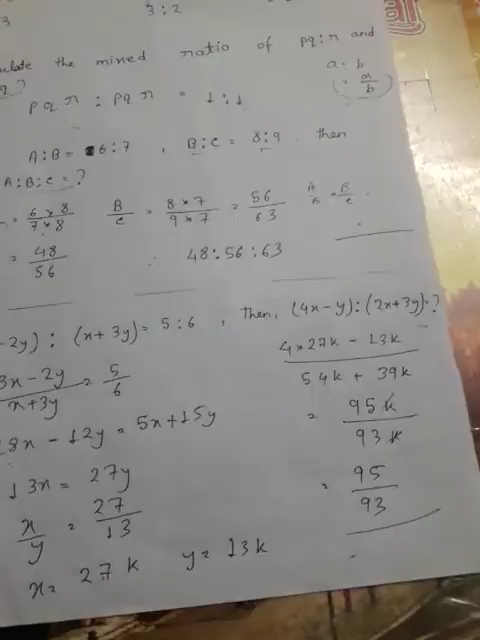 3 3 : 2
ulate the mixed ratio of pq : r and
a : b
= a/b
p q r : p q r = 1 : 1
A : B = 6 : 7 , B : C = 8 : 9 . then
A : B : C = ?
= 6 × 8 / 7 × 8 B/C = 8 × 7 / 9 × 7 = 56/63 A/B × B/C .
= 48/56 ∴ 48 : 56 : 63
- 2y) : (x + 3y) = 5 : 6 , then, (4x - y) : (2x + 3y) = ?
3x - 2y / x + 3y = 5/6
4 × 27k - 13k / 54k + 39k
18x - 12y = 5x + 15y
= 95k / 93k
13x = 27y
x/y = 27/13
= 95/93
x = 27k y = 13k